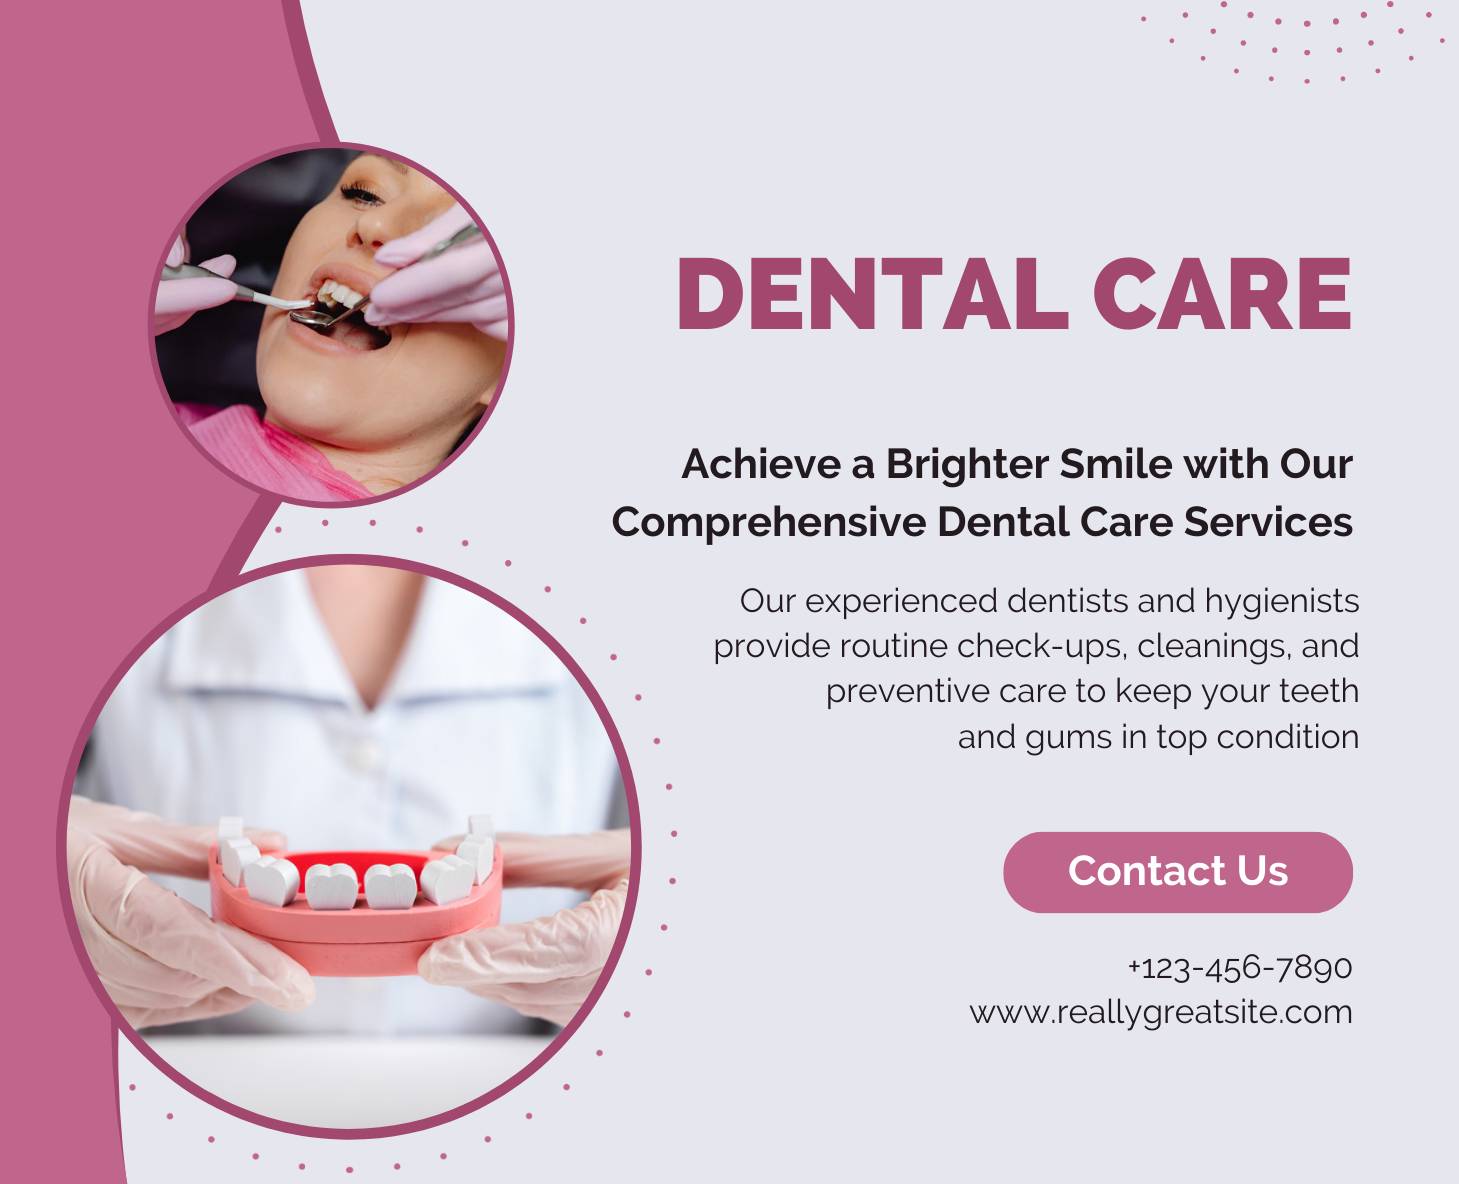 DENTAL CARE
Achieve a Brighter Smile with Our
Comprehensive Dental Care Services
Our experienced dentists and hygienists
provide routine check-ups, cleanings, and
preventive care to keep your teeth
and gums in top condition
Contact Us
+123-456-7890
www.reallygreatsite.com